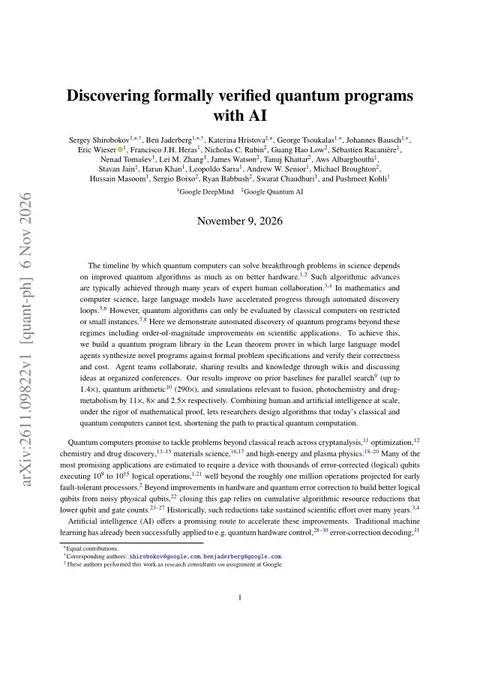 Discovering formally verified quantum programs
with AI
Sergey Shirobokov1,*,†, Ben Jaderberg1,*,†, Katerina Hristova1,*, George Tsoukalas1,*, Johannes Bausch1,*,
Eric Wieser1, Francisco J.H. Heras1, Nicholas C. Rubin2, Guang Hao Low2, Sébastien Racanière1,
Nenad Tomašev1, Lei M. Zhang1, James Watson2, Tanuj Khattar2, Aws Albarghouthi‡,
Stavan Jain‡, Harun Khan1, Leopoldo Sarra1, Andrew W. Senior1, Michael Broughton2,
Hussain Masoom1, Sergio Boixo2, Ryan Babbush2, Swarat Chaudhuri1, and Pushmeet Kohli1
1Google DeepMind 2Google Quantum AI
November 9, 2026
The timeline by which quantum computers can solve breakthrough problems in science depends
on improved quantum algorithms as much as on better hardware.1,2 Such algorithmic advances
are typically achieved through many years of expert human collaboration.3,4 In mathematics and
computer science, large language models have accelerated progress through automated discovery
loops.5,6 However, quantum algorithms can only be evaluated by classical computers on restricted
or small instances.7,8 Here we demonstrate automated discovery of quantum programs beyond these
regimes including order-of-magnitude improvements on scientific applications. To achieve this,
we build a quantum program library in the Lean theorem prover in which large language model
agents synthesize novel programs against formal problem specifications and verify their correctness
and cost. Agent teams collaborate, sharing results and knowledge through wikis and discussing
ideas at organized conferences. Our results improve on prior baselines for parallel search9 (up to
1.4×), quantum arithmetic10 (290×), and simulations relevant to fusion, photochemistry and drug-
metabolism by 11×, 8× and 2.5× respectively. Combining human and artificial intelligence at scale,
under the rigor of mathematical proof, lets researchers design algorithms that today's classical and
quantum computers cannot test, shortening the path to practical quantum computation.
Quantum computers promise to tackle problems beyond classical reach across cryptanalysis,11 optimization,12
chemistry and drug discovery,13–15 materials science,16,17 and high-energy and plasma physics.18–20 Many of the
most promising applications are estimated to require a device with thousands of error-corrected (logical) qubits
executing 10^9 to 10^15 logical operations,1,21 well beyond the roughly one million operations projected for early
fault-tolerant processors.2 Beyond improvements in hardware and quantum error correction to build better logical
qubits from noisy physical qubits,22 closing this gap relies on cumulative algorithmic resource reductions that
lower qubit and gate counts.23–27 Historically, such reductions take sustained scientific effort over many years.3,4
Artificial intelligence (AI) offers a promising route to accelerate these improvements. Traditional machine
learning has already been successfully applied to e.g. quantum hardware control,28–30 error-correction decoding,31
*Equal contributions.
†Corresponding authors: shirobokov@google.com, benjaderberg@google.com.
‡These authors performed this work as research consultants on assignment at Google.
1
arXiv:2611.09822v1 [quant-ph] 6 Nov 2026